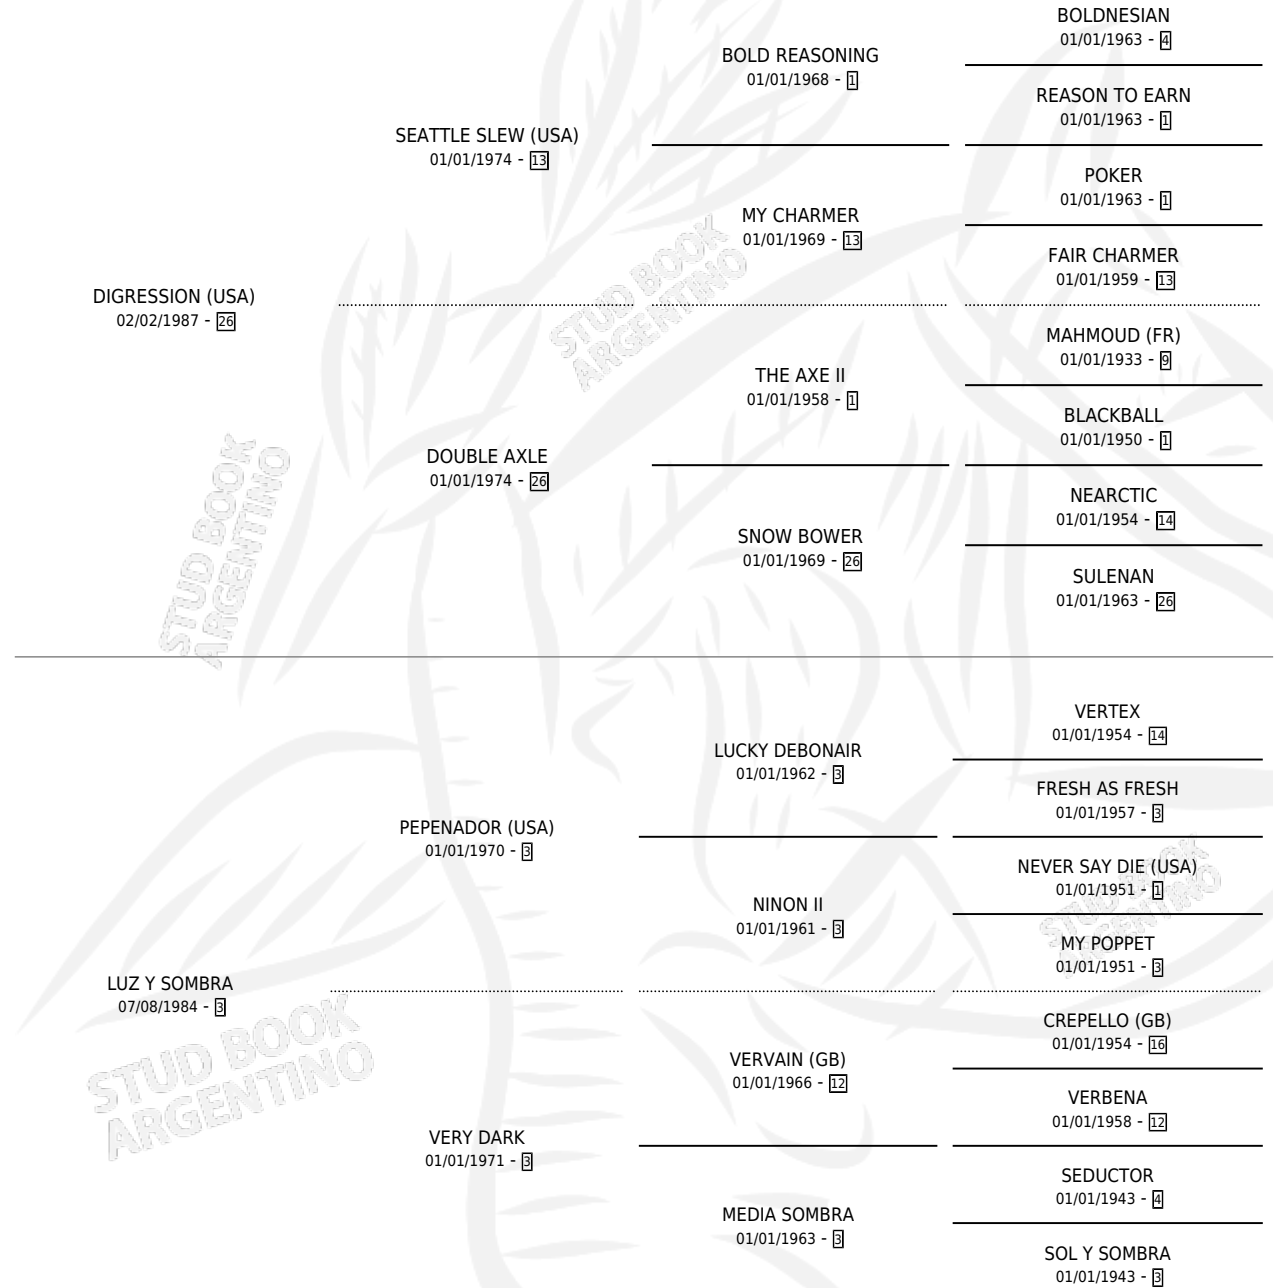 BOLDNESIAN
01/01/1963 - 4
BOLD REASONING
01/01/1968 - 1
REASON TO EARN
01/01/1963 - 1
SEATTLE SLEW (USA)
01/01/1974 - 13
POKER
01/01/1963 - 1
MY CHARMER
01/01/1969 - 13
FAIR CHARMER
01/01/1959 - 13
DIGRESSION (USA)
02/02/1987 - 26
STUD BOOK
ARGENTINO
MAHMOUD (FR)
01/01/1933 - 9
THE AXE II
01/01/1958 - 1
BLACKBALL
01/01/1950 - 1
DOUBLE AXLE
01/01/1974 - 26
NEARCTIC
01/01/1954 - 14
SNOW BOWER
01/01/1969 - 26
SULENAN
01/01/1963 - 26
STUD BOOK
ARGENTINO
VERTEX
01/01/1954 - 14
LUCKY DEBONAIR
01/01/1962 - 3
FRESH AS FRESH
01/01/1957 - 3
PEPENADOR (USA)
01/01/1970 - 3
NEVER SAY DIE (USA)
01/01/1951 - 1
NINON II
01/01/1961 - 3
STUD BOOK
ARGENTINO
MY POPPET
01/01/1951 - 3
LUZ Y SOMBRA
07/08/1984 - 3
CREPELLO (GB)
01/01/1954 - 16
VERVAIN (GB)
01/01/1966 - 12
VERBENA
01/01/1958 - 12
STUD BOOK
ARGENTINO
VERY DARK
01/01/1971 - 3
SEDUCTOR
01/01/1943 - 4
MEDIA SOMBRA
01/01/1963 - 3
SOL Y SOMBRA
01/01/1943 - 3